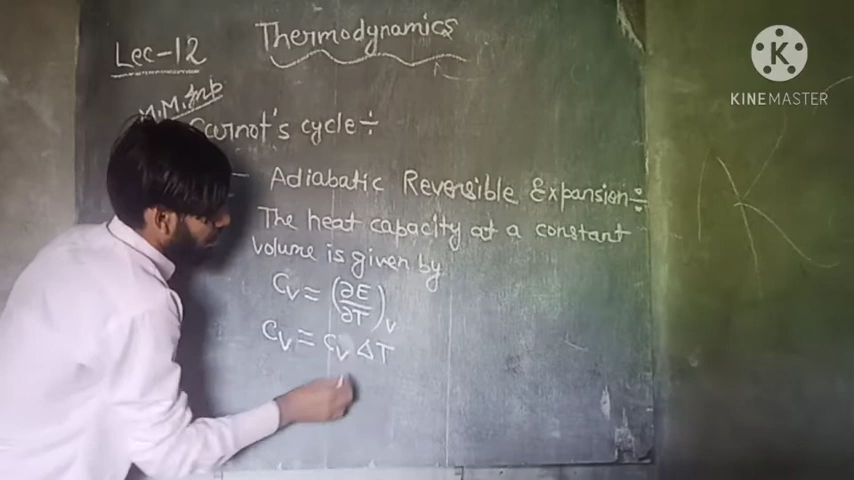 Lec-12
Thermodynamics
M.M.Imp
Carnot's cycle÷
— Adiabatic Reversible Expansion÷
The heat capacity at a constant
volume is given by
Cv = (∂E/∂T)v
Cv = Cv ΔT
K
KINEMASTER